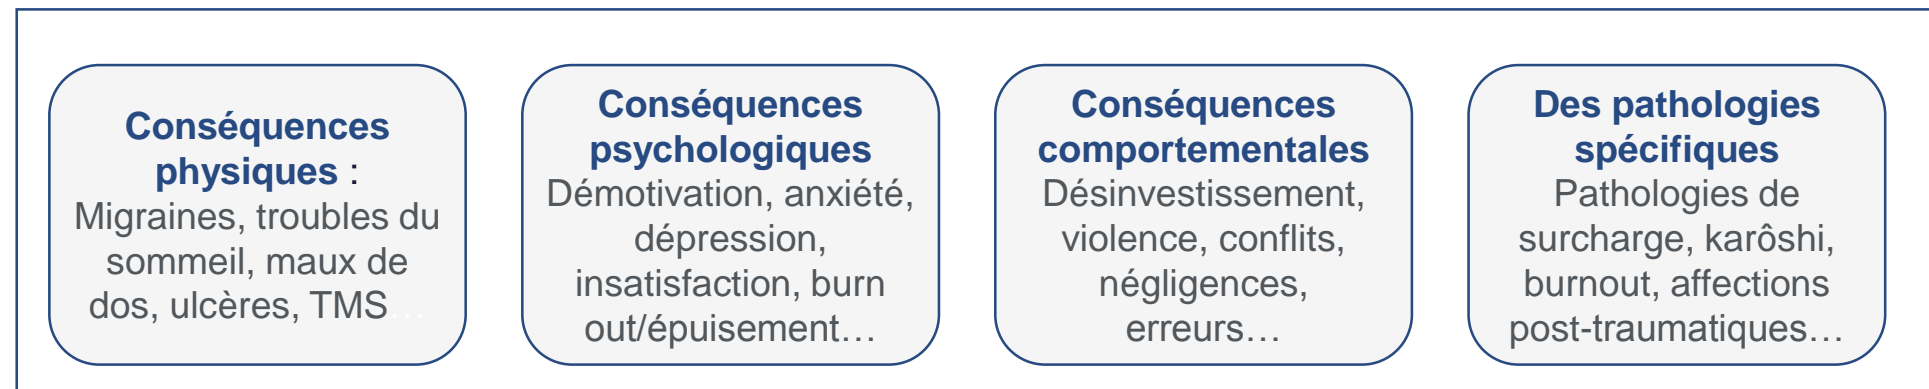 Conséquences
physiques :
Migraines, troubles du
sommeil, maux de
dos, ulcères, TMS…
Conséquences
psychologiques
Démotivation, anxiété,
dépression,
insatisfaction, burn
out/épuisement…
Conséquences
comportementales
Désinvestissement,
violence, conflits,
négligences,
erreurs…
Des pathologies
spécifiques
Pathologies de
surcharge, karôshi,
burnout, affections
post-traumatiques…